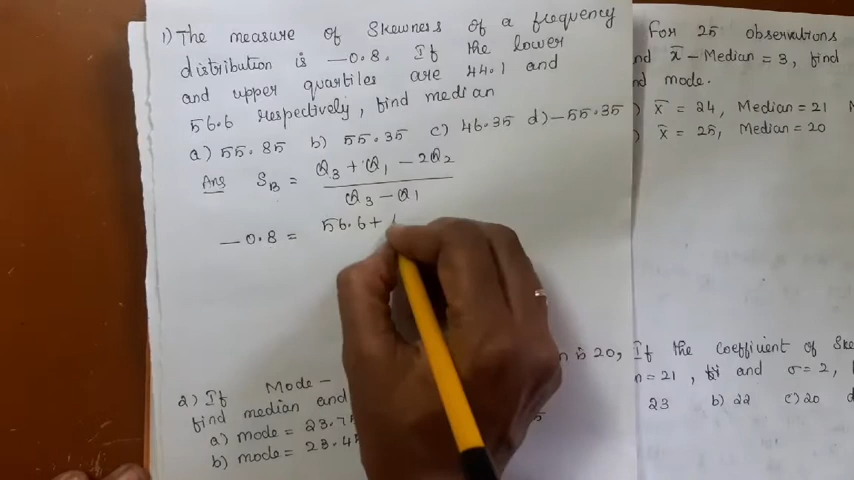 1) The measure of Skewness of a frequency
distribution is -0.8. If the lower
and upper quartiles are 44.1 and
56.6 respectively, find median
a) 55.85 b) 55.35 c) 46.35 d) -55.35
Ans S_B = Q_3 + Q_1 - 2Q_2
Q_3 - Q_1
-0.8 = 56.6 +
2) If Mode -
find median and
a) mode =
b) mode = 23.4
For 25 observations
nd x̄ - Median = 3, find
nd mode.
) x̄ = 24, Median = 21
) x̄ = 25, Median = 20
n is 20, If the coefficient of Ske
n = 21, and σ = 2,
23 b) 22 c) 20 d